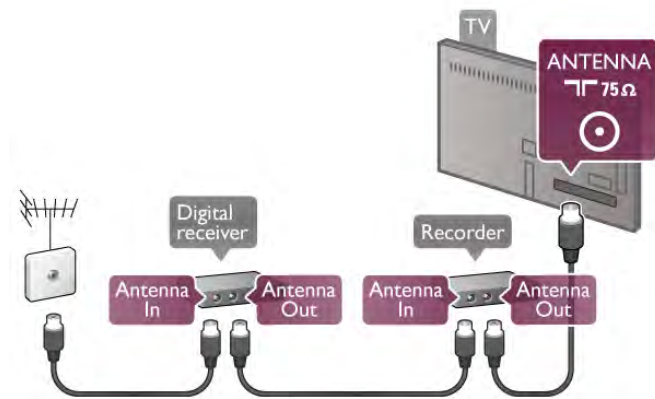 TV
ANTENNA
75 Ω
Digital
receiver
Recorder
Antenna
In
Antenna
Out
Antenna
In
Antenna
Out